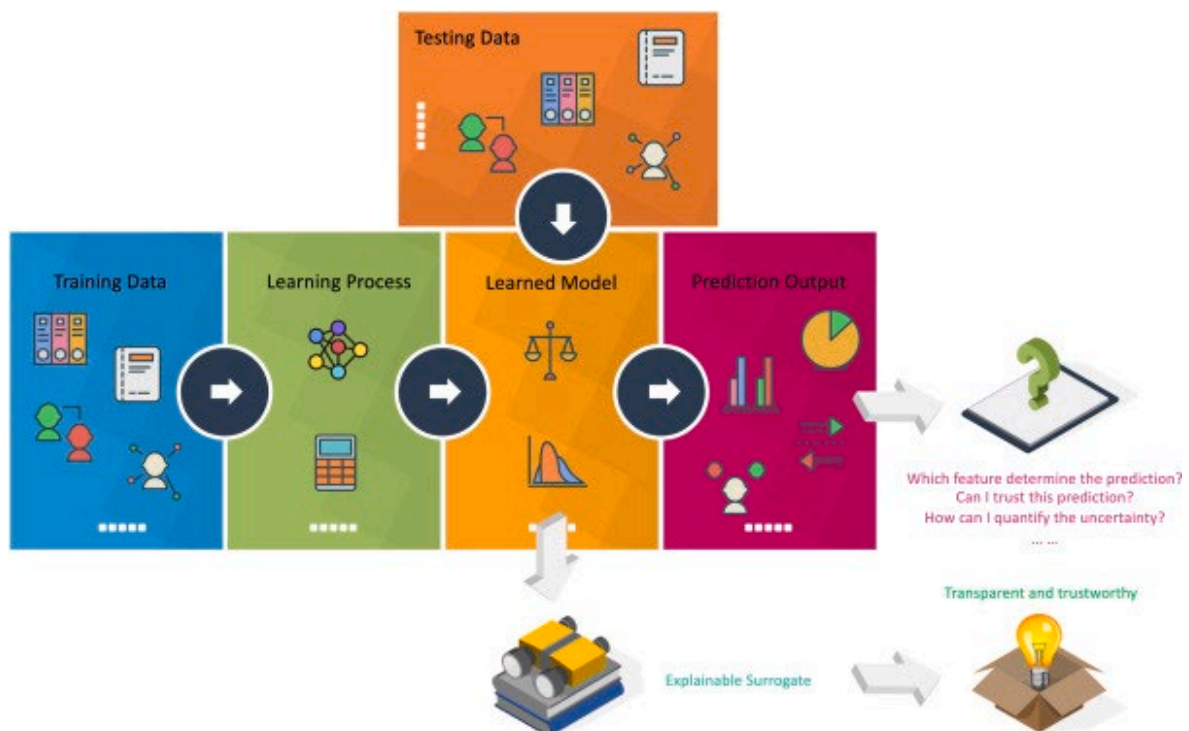 Testing Data
Training Data
Learning Process
Learned Model
Prediction Output
Which feature determine the prediction?
Can I trust this prediction?
How can I quantify the uncertainty?
... ...
Transparent and trustworthy
Explainable Surrogate